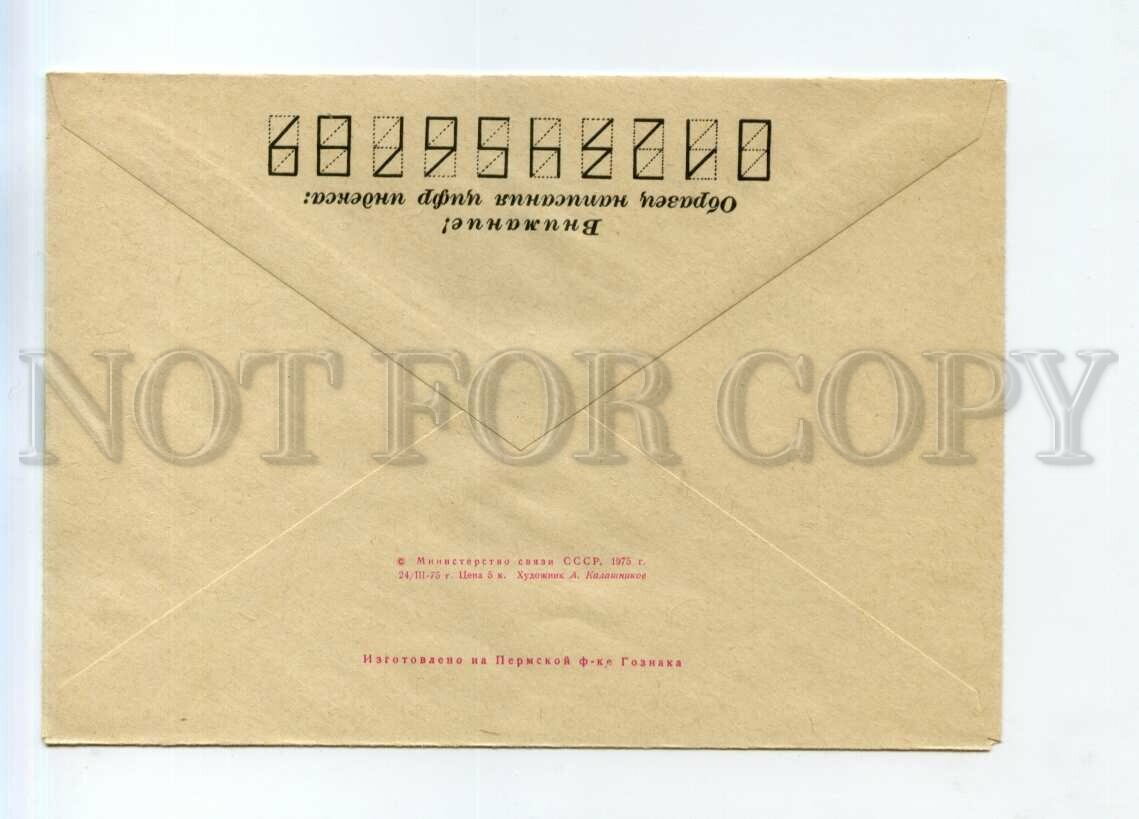 Внимание!
Образец написания цифр индекса:
0123456789
NOT FOR COPY
© Министерство связи СССР, 1975 г.
24/III-75 г. Цена 5 к. Художник А. Калашников
Изготовлено на Пермской ф-ке Гознака